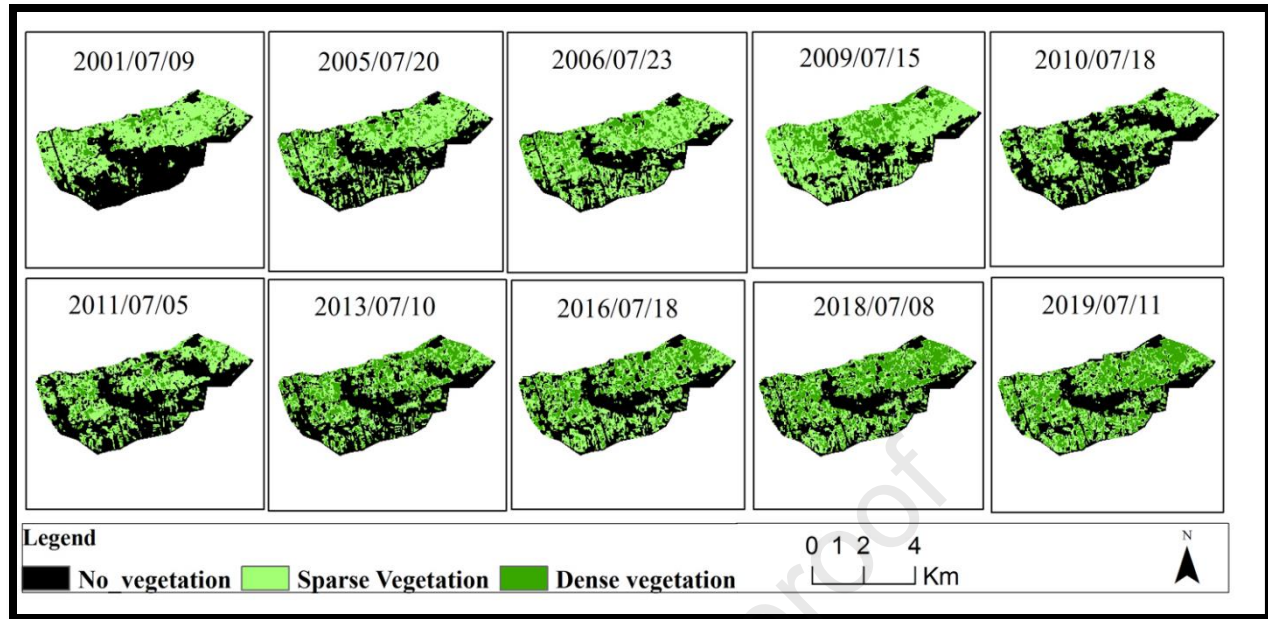 2001/07/09 2005/07/20 2006/07/23 2009/07/15 2010/07/18
2011/07/05 2013/07/10 2016/07/18 2018/07/08 2019/07/11
Legend
No_vegetation Sparse Vegetation Dense vegetation
0 1 2 4
Km
N
proof